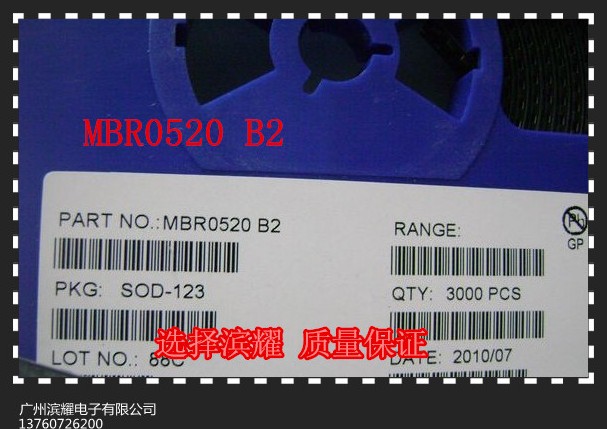 MBR0520 B2
PART NO.:MBR0520 B2
RANGE:
Pb
GP
PKG: SOD-123
QTY: 3000 PCS
选择滨耀 质量保证
LOT NO.: 88C
DATE: 2010/07
广州滨耀电子有限公司
13760726200